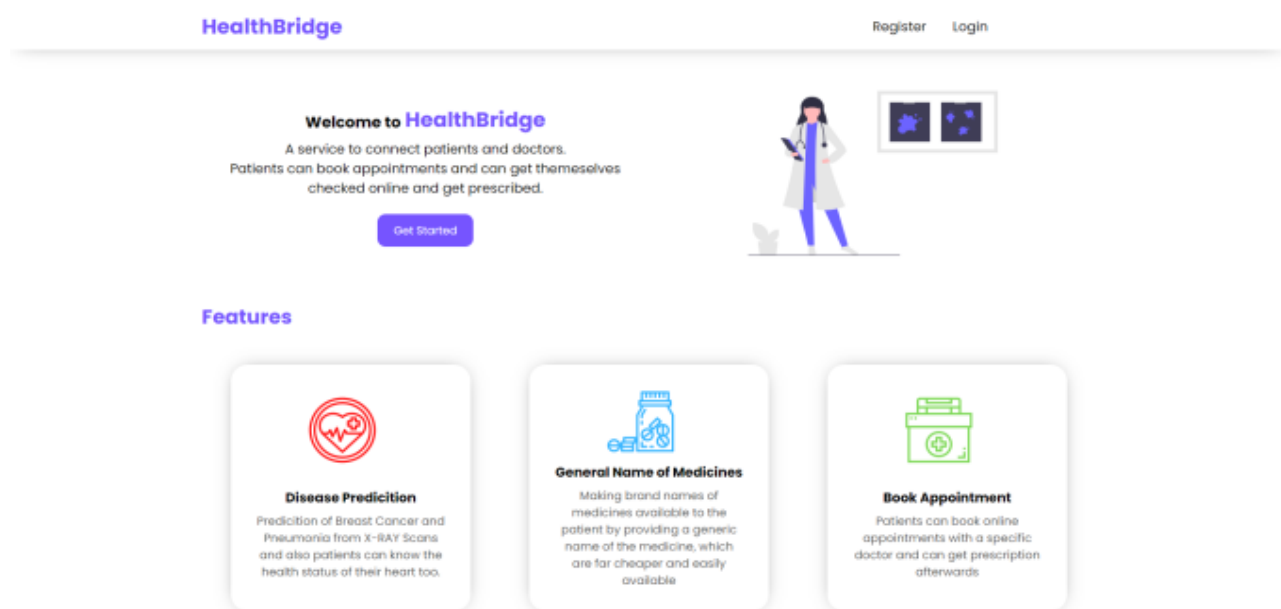 HealthBridge
Register Login
Welcome to HealthBridge
A service to connect patients and doctors.
Patients can book appointments and can get themeselves
checked online and get prescribed.
Get Started
Features
Disease Predicition
Predicition of Breast Cancer and
Pneumonia from X-RAY Scans
and also patients can know the
health status of their heart too.
General Name of Medicines
Making brand names of
medicines available to the
patient by providing a generic
name of the medicine, which
are far cheaper and easily
available
Book Appointment
Patients can book online
appointments with a specific
doctor and can get prescription
afterwards